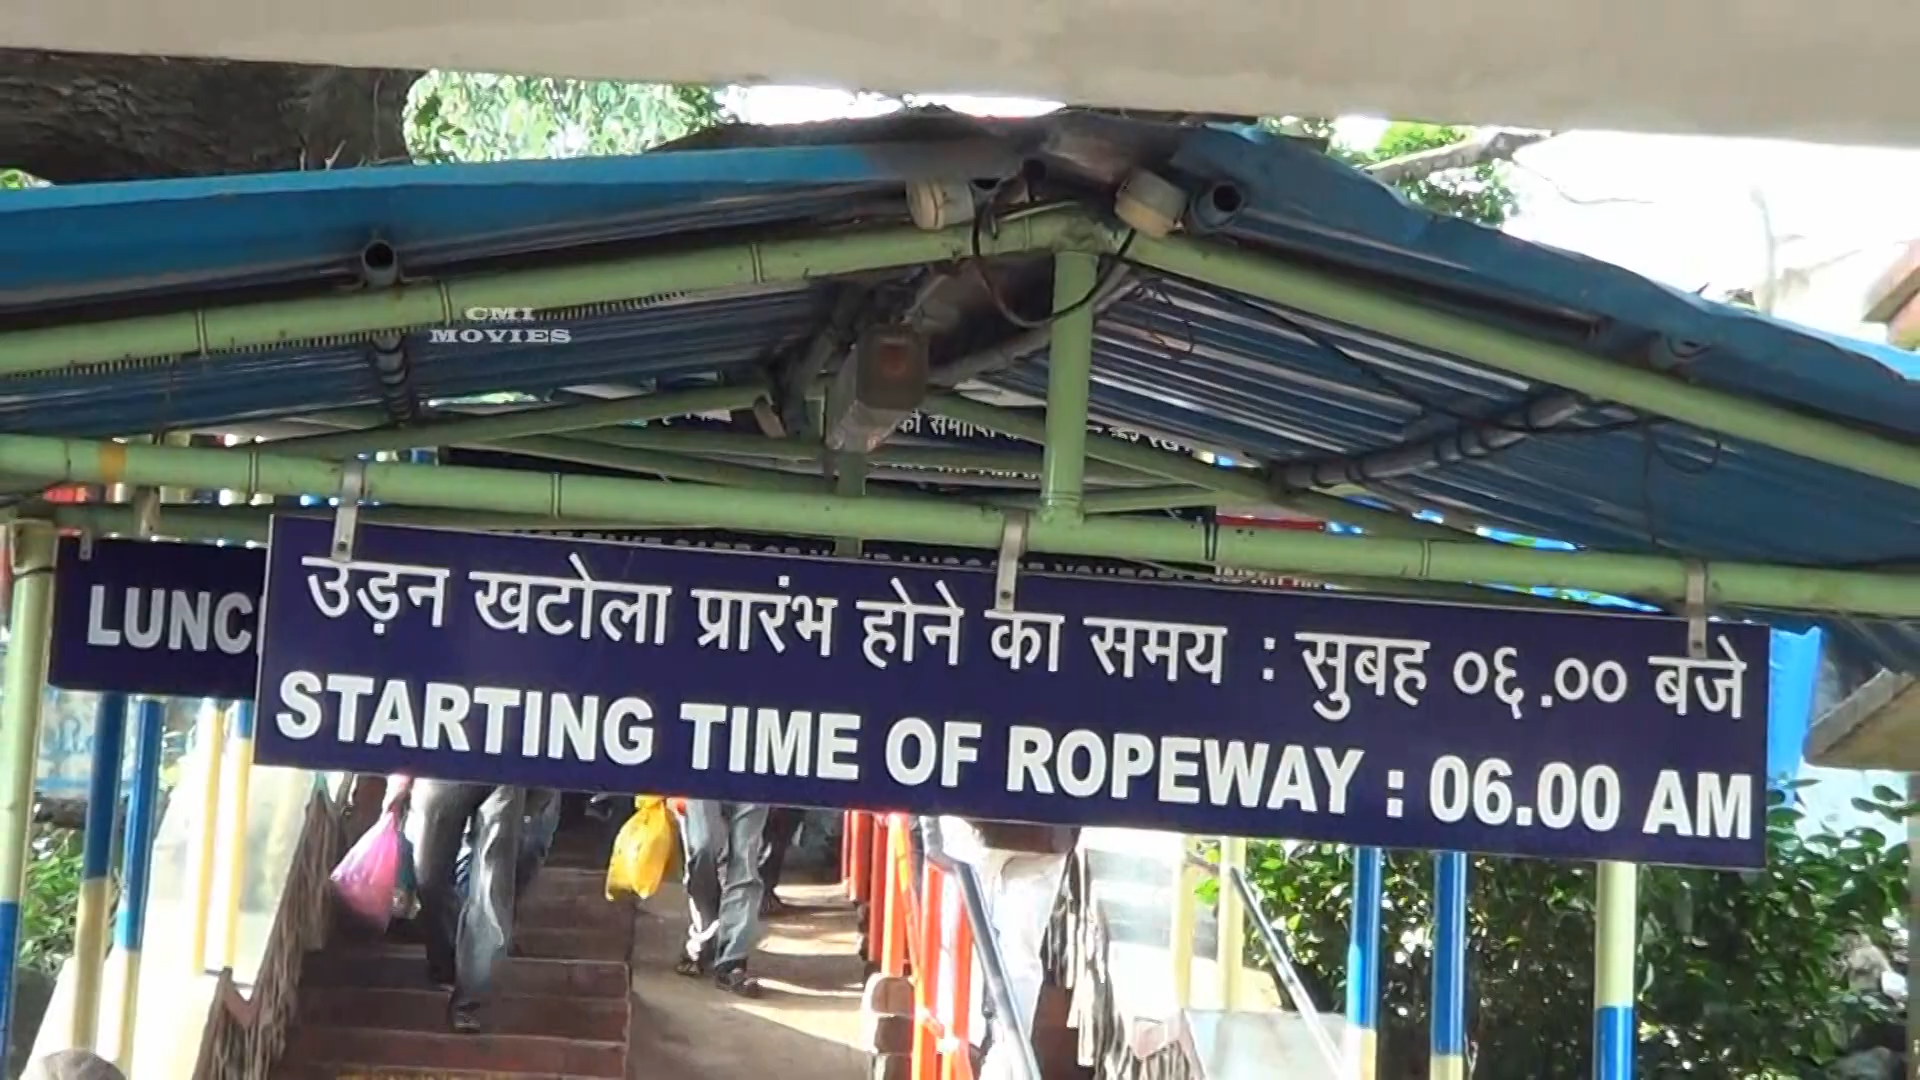 CMI
MOVIES
LUNC
उड़न खटोला प्रारंभ होने का समय : सुबह ०६.०० बजे
STARTING TIME OF ROPEWAY : 06.00 AM